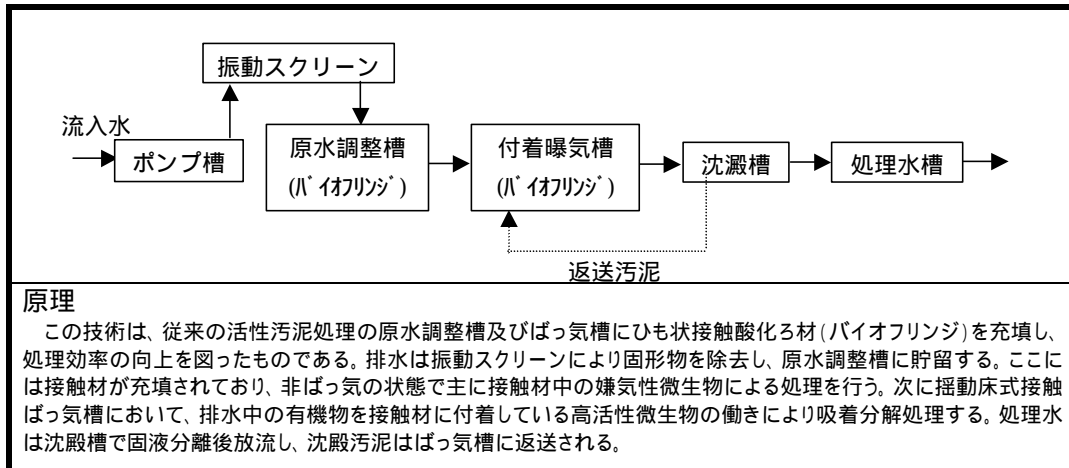 振動スクリーン
流入水
ポンプ槽
原水調整槽
(ﾊﾞｲｵﾌﾘﾝｼﾞ)
付着曝気槽
(ﾊﾞｲｵﾌﾘﾝｼﾞ)
沈澱槽
処理水槽
返送汚泥
原理
この技術は、従来の活性汚泥処理の原水調整槽及びばっ気槽にひも状接触酸化ろ材(バイオフリンジ)を充填し、
処理効率の向上を図ったものである。排水は振動スクリーンにより固形物を除去し、原水調整槽に貯留する。ここに
は接触材が充填されており、非ばっ気の状態で主に接触材中の嫌気性微生物による処理を行う。次に揺動床式接触
ばっ気槽において、排水中の有機物を接触材に付着している高活性微生物の働きにより吸着分解処理する。処理水
は沈殿槽で固液分離後放流し、沈殿汚泥はばっ気槽に返送される。